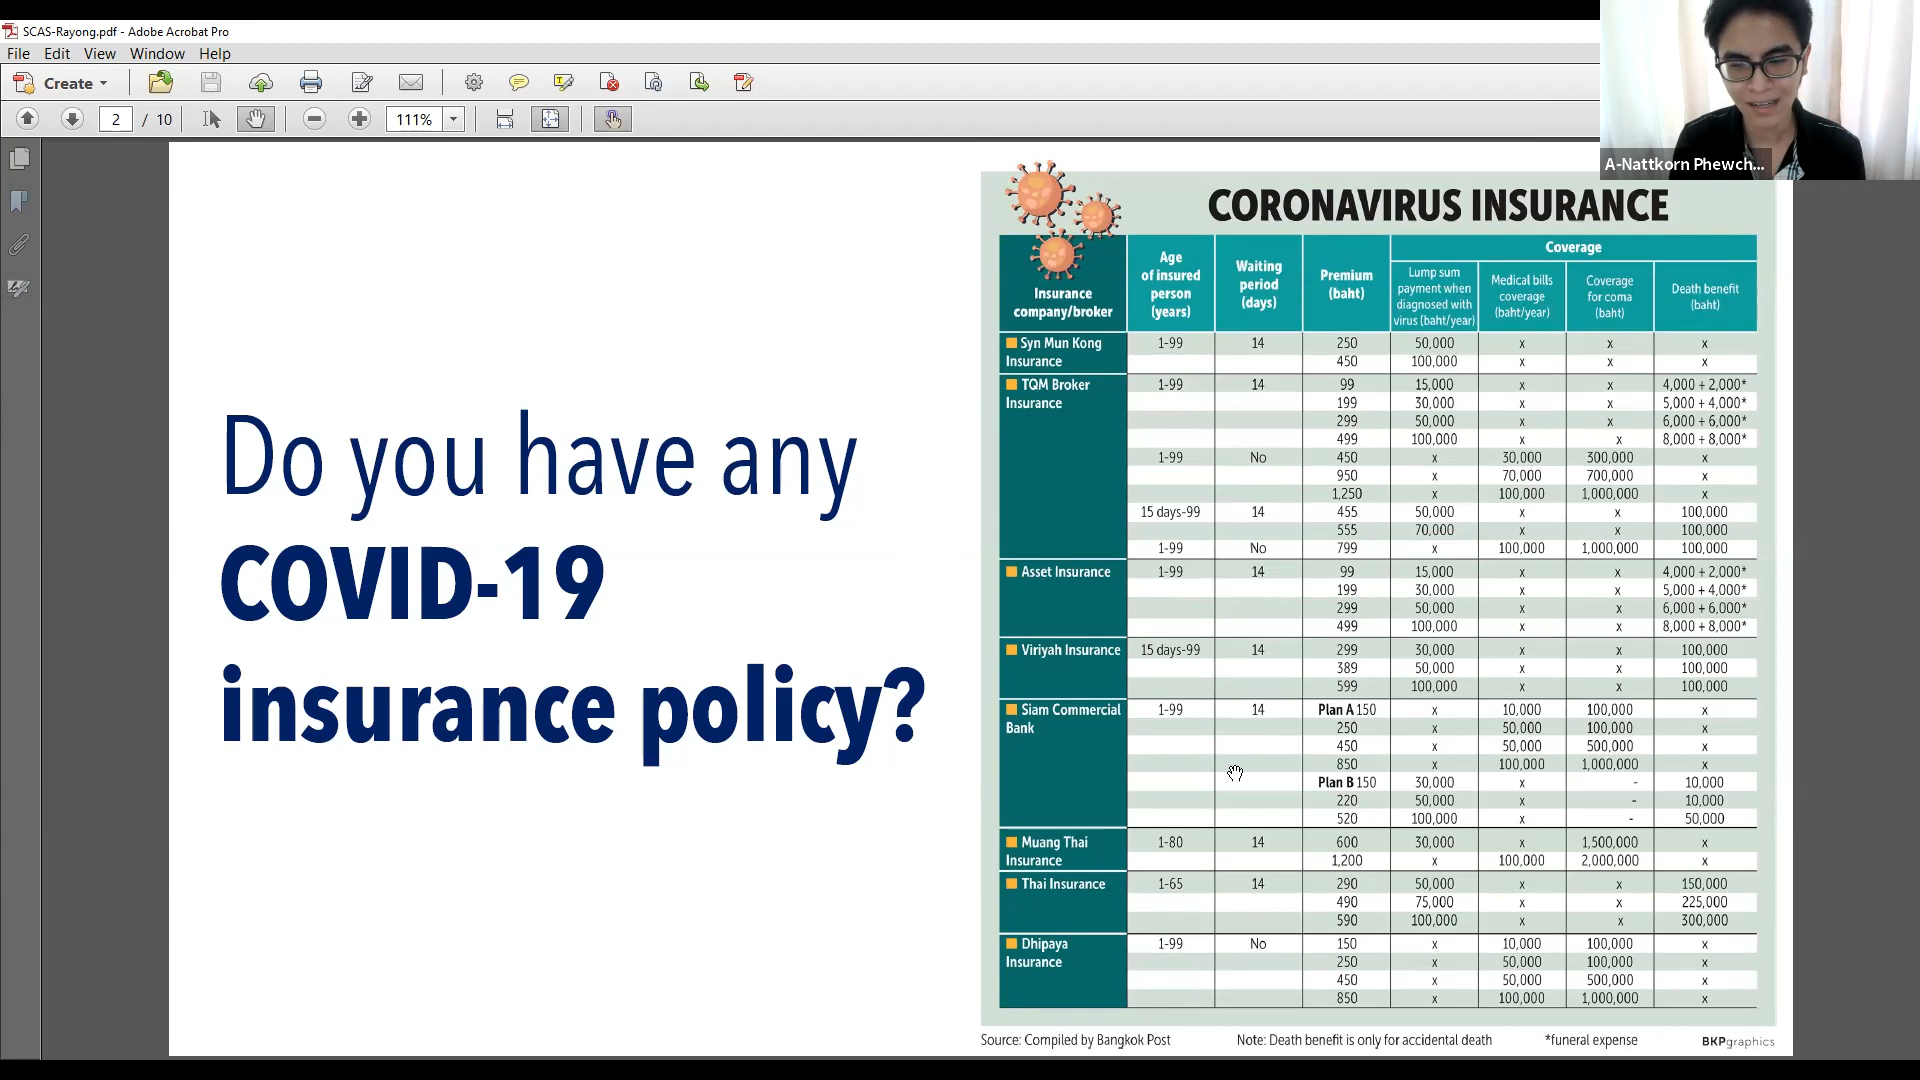 SCAS-Rayong.pdf - Adobe Acrobat Pro
File Edit View Window Help
Create
2 / 10 111%
A-Nattkorn Phewch...
Do you have any
COVID-19
insurance policy?
CORONAVIRUS INSURANCE
Insurance company/broker
Age of insured person (years)
Waiting period (days)
Premium (baht)
Coverage
Lump sum payment when diagnosed with virus (baht/year)
Medical bills coverage (baht/year)
Coverage for coma (baht)
Death benefit (baht)
Syn Mun Kong 1-99 14 250 50,000 x x x
Insurance 450 100,000 x x x
TQM Broker 1-99 14 99 15,000 x x 4,000 + 2,000*
Insurance 199 30,000 x x 5,000 + 4,000*
299 50,000 x x 6,000 + 6,000*
499 100,000 x x 8,000 + 8,000*
1-99 No 450 x 30,000 300,000 x
950 x 70,000 700,000 x
1,250 x 100,000 1,000,000 x
15 days-99 14 455 50,000 x x 100,000
555 70,000 x x 100,000
1-99 No 799 x 100,000 1,000,000 100,000
Asset Insurance 1-99 14 99 15,000 x x 4,000 + 2,000*
199 30,000 x x 5,000 + 4,000*
299 50,000 x x 6,000 + 6,000*
499 100,000 x x 8,000 + 8,000*
Viriyah Insurance 15 days-99 14 299 30,000 x x 100,000
389 50,000 x x 100,000
599 100,000 x x 100,000
Siam Commercial 1-99 14 Plan A 150 x 10,000 100,000 x
Bank 250 x 50,000 100,000 x
450 x 50,000 500,000 x
850 x 100,000 1,000,000 x
Plan B 150 30,000 x - 10,000
220 50,000 x - 10,000
520 100,000 x - 50,000
Muang Thai 1-80 14 600 30,000 x 1,500,000 x
Insurance 1,200 x 100,000 2,000,000 x
Thai Insurance 1-65 14 290 50,000 x x 150,000
490 75,000 x x 225,000
590 100,000 x x 300,000
Dhipaya 1-99 No 150 x 10,000 100,000 x
Insurance 250 x 50,000 100,000 x
450 x 50,000 500,000 x
850 x 100,000 1,000,000 x
Source: Compiled by Bangkok Post Note: Death benefit is only for accidental death *funeral expense BKPgraphics